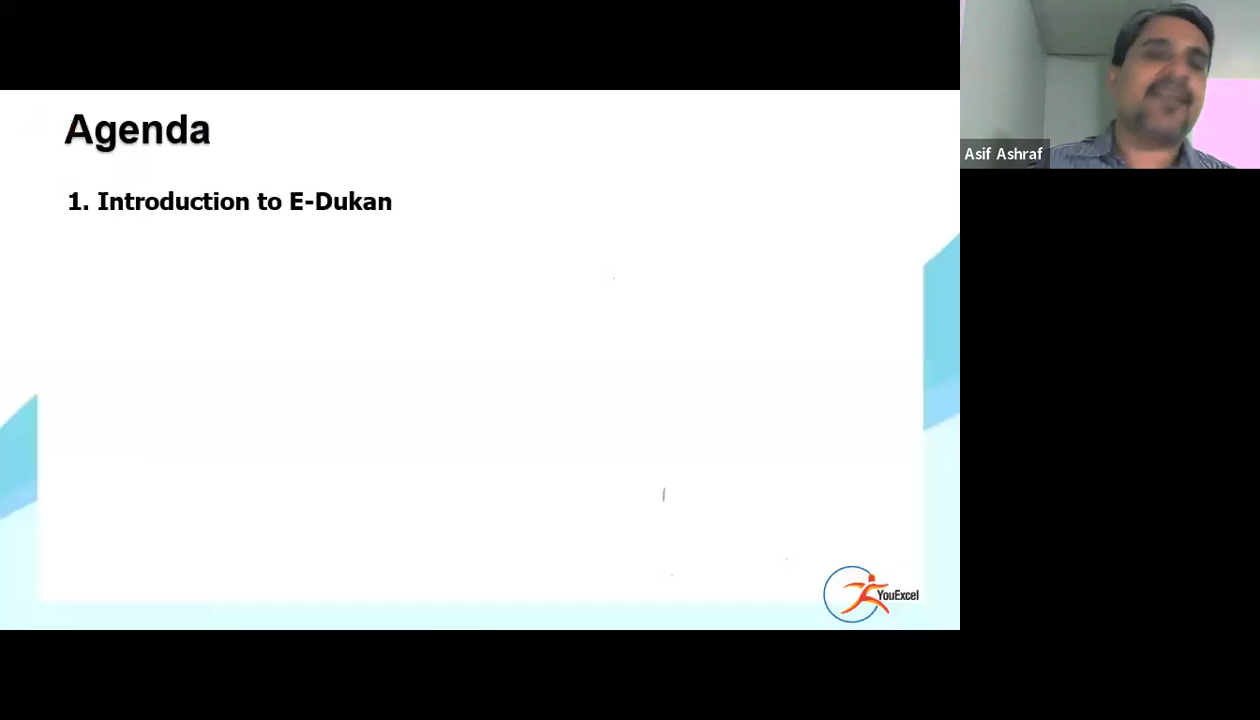 Agenda
1. Introduction to E-Dukan
YouExcel
Asif Ashraf